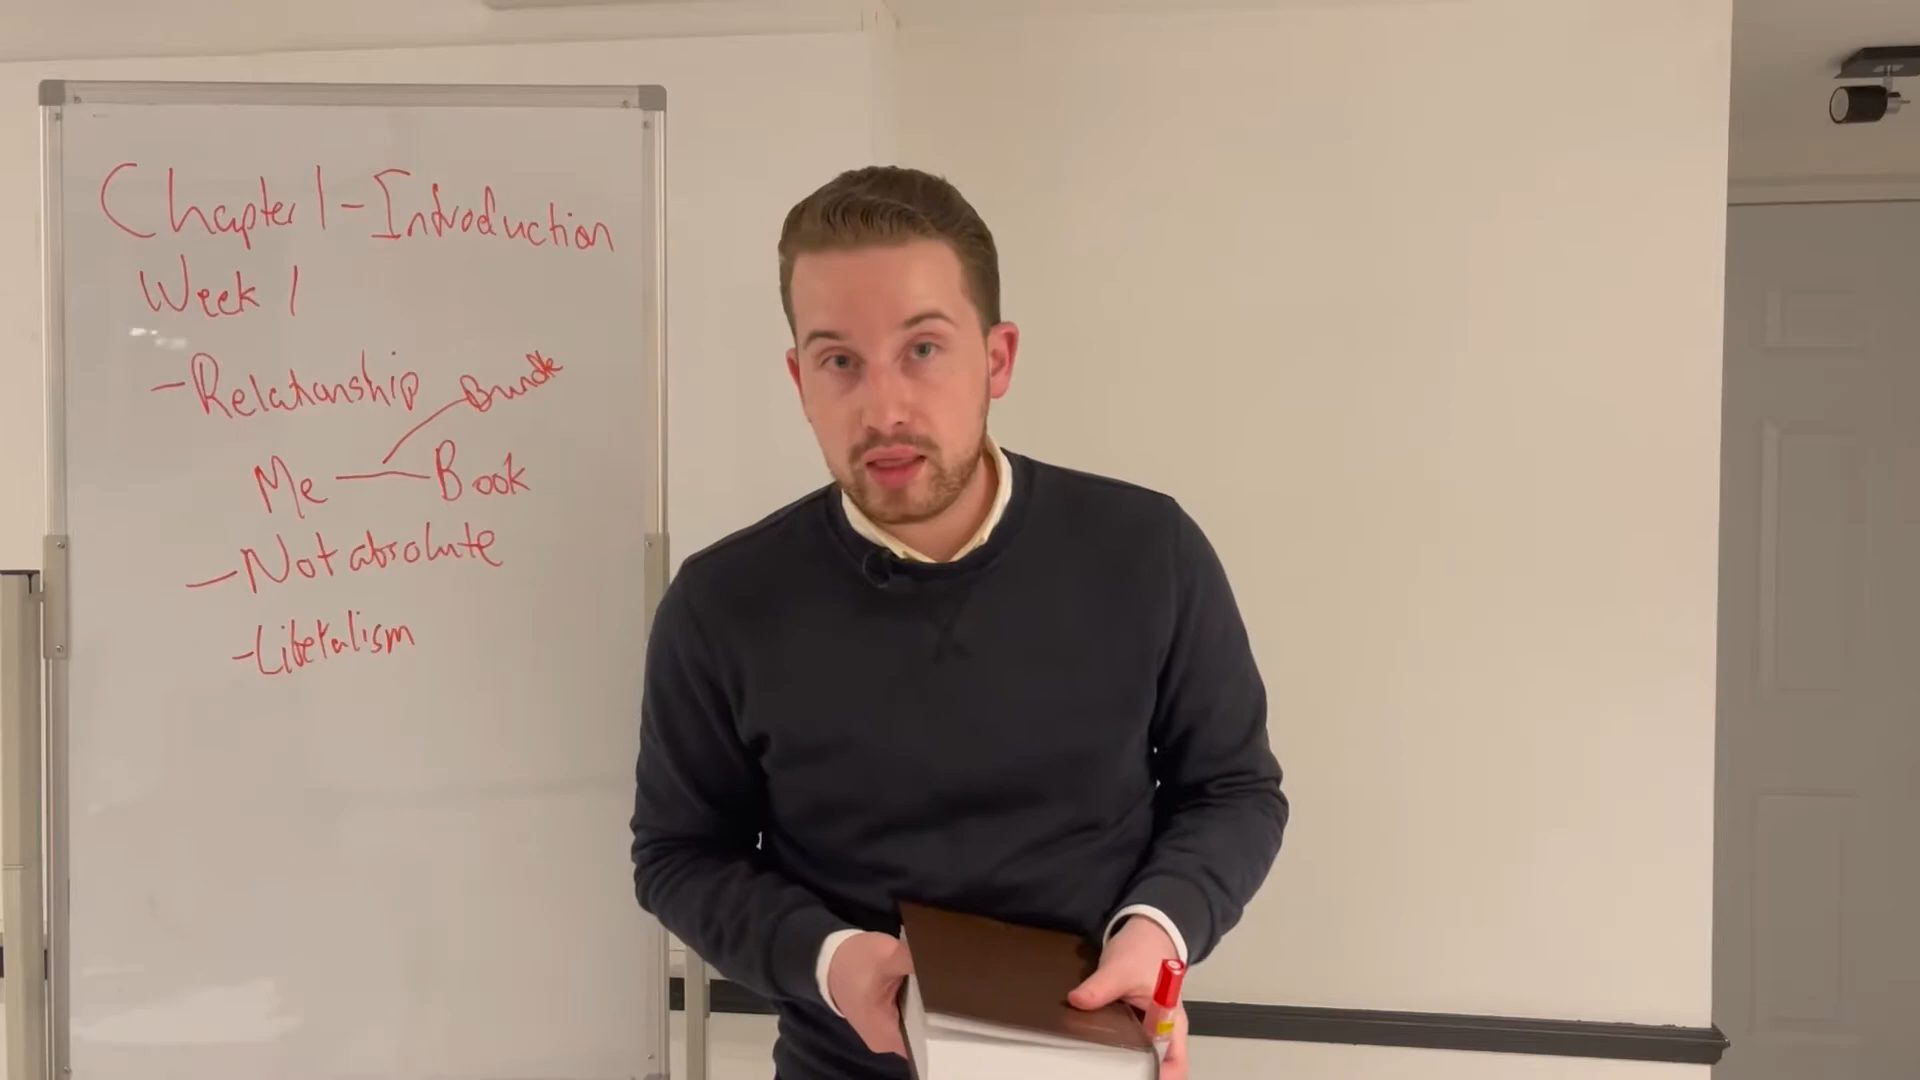 Chapter 1 - Introduction
Week 1
- Relationship
Bundle
Me — Book
- Not absolute
- Liberalism